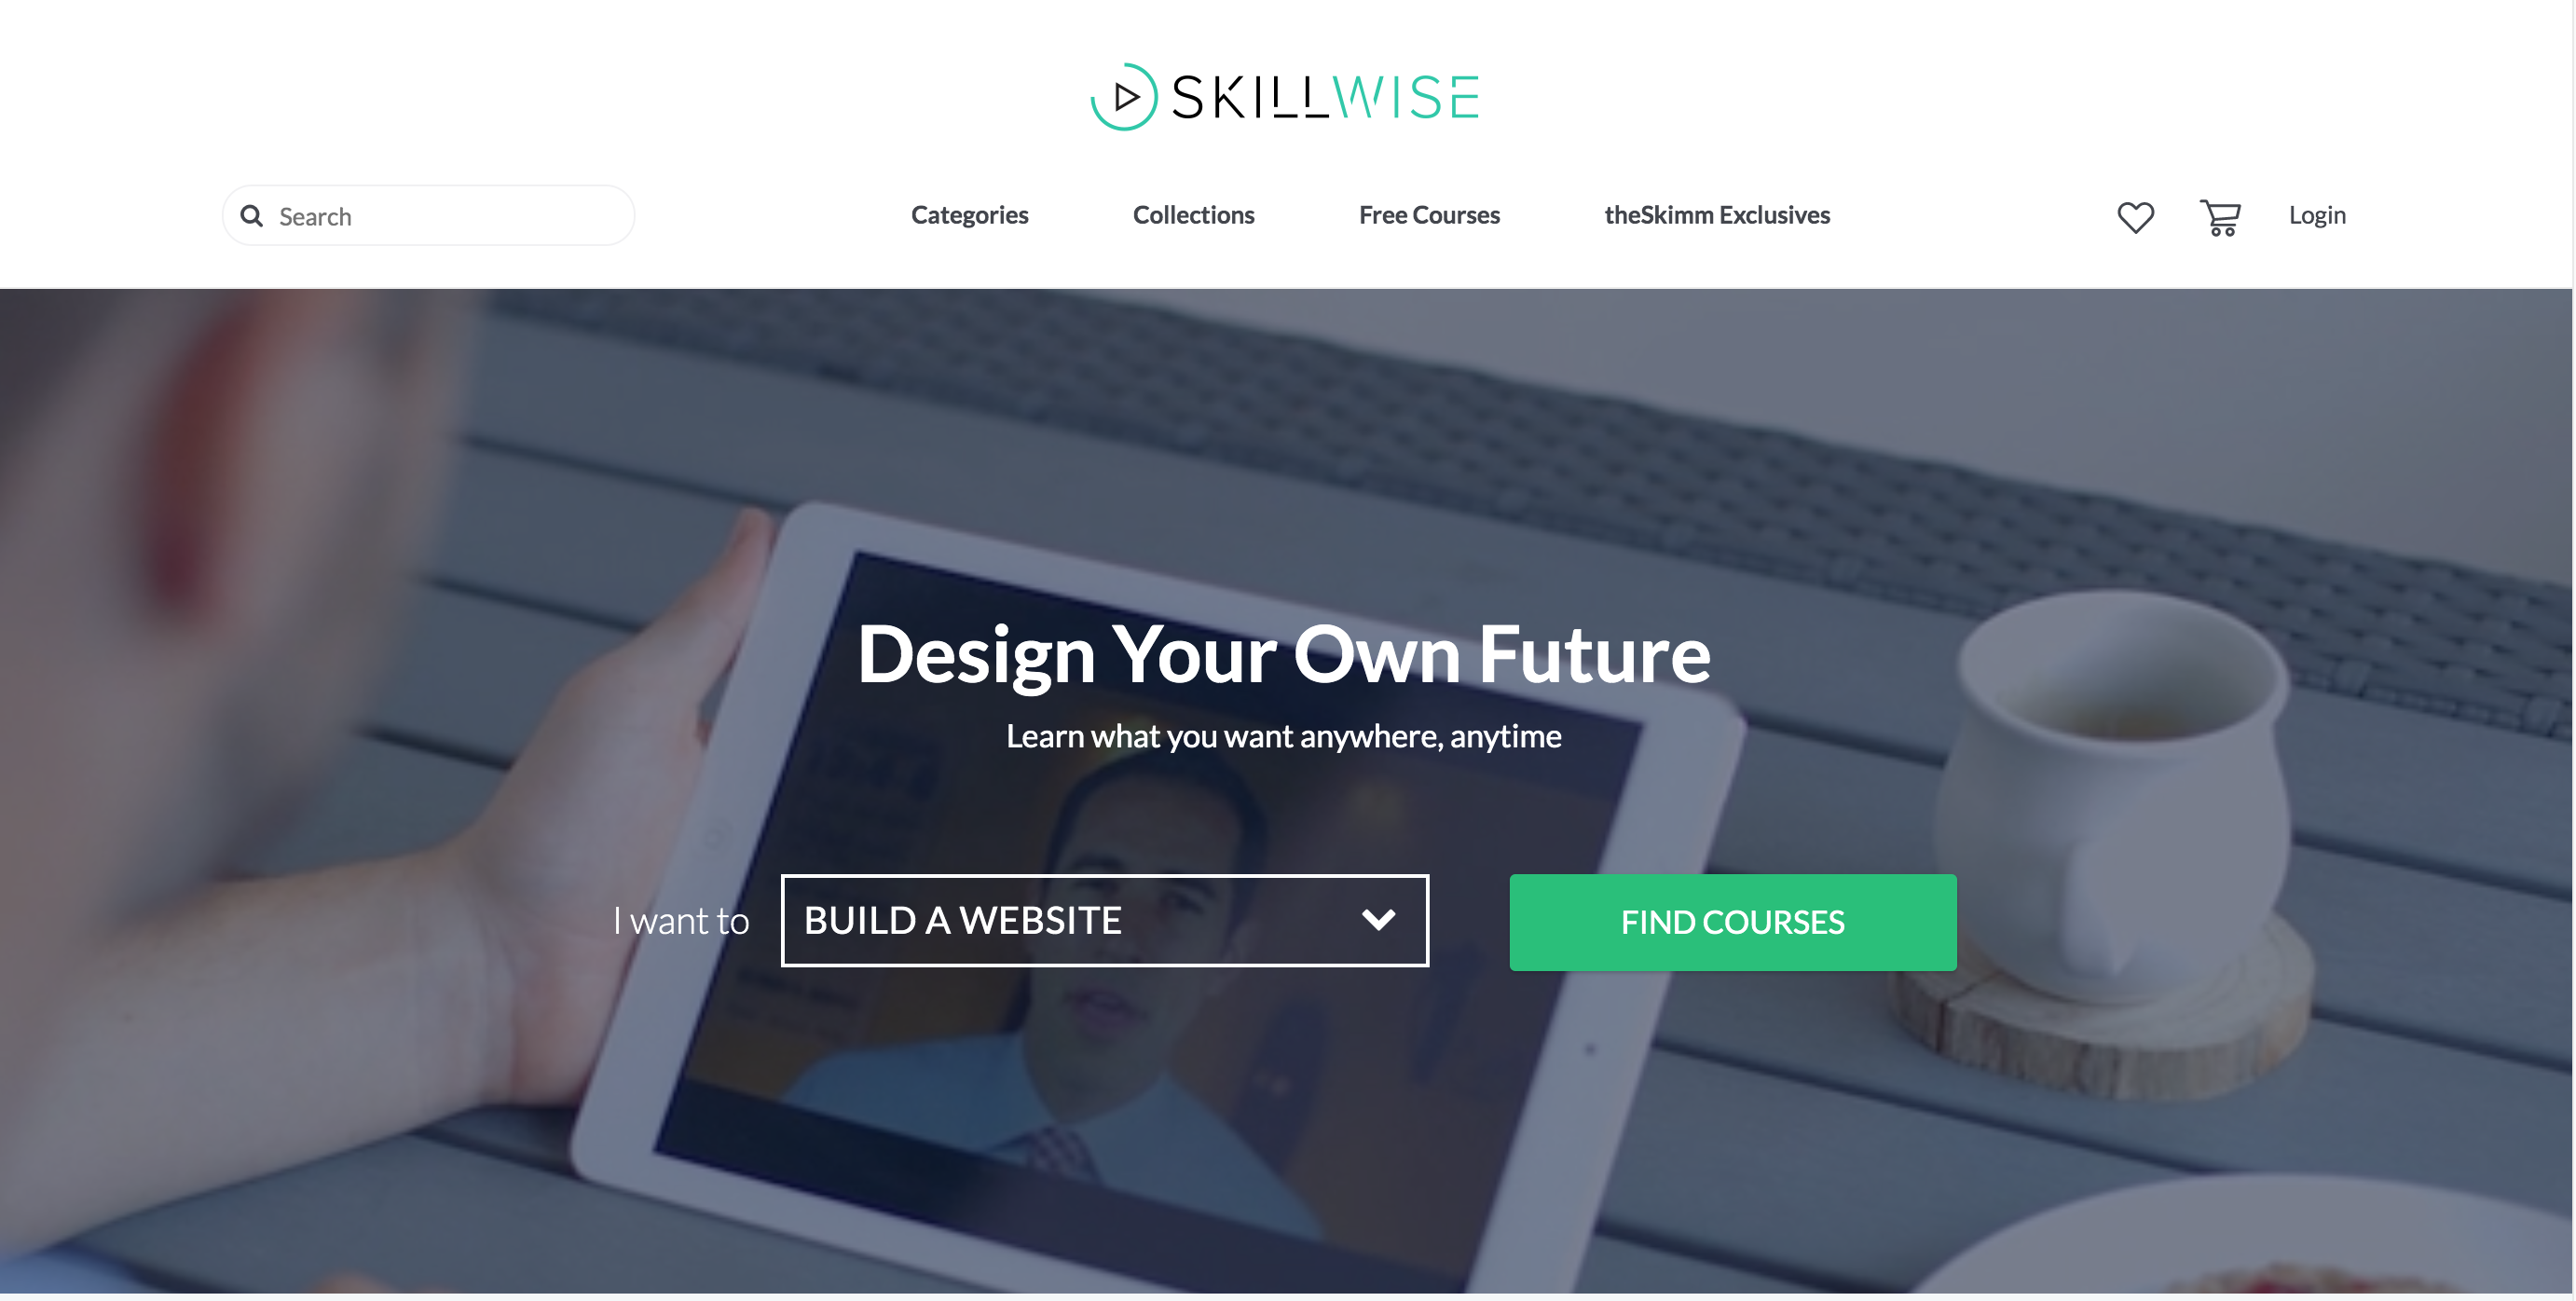 SKILLWISE
Search
Categories
Collections
Free Courses
theSkimm Exclusives
Login
Design Your Own Future
Learn what you want anywhere, anytime
I want to
BUILD A WEBSITE
FIND COURSES